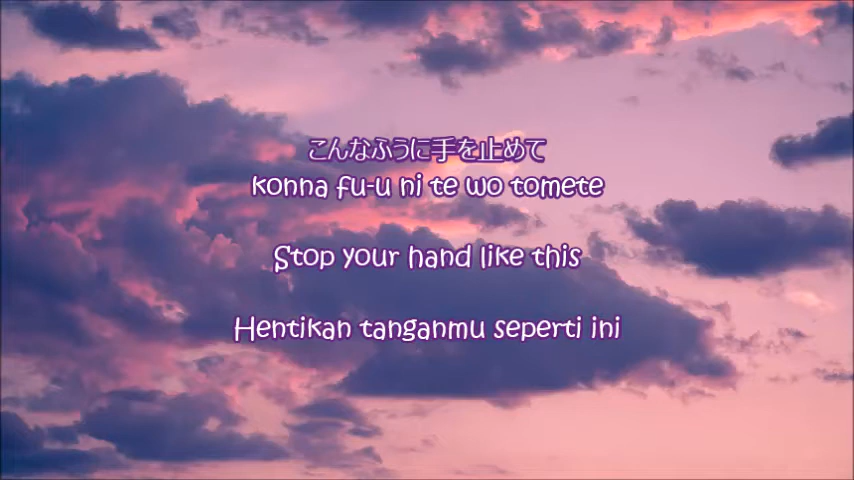 こんなふうに手を止めて
konna fu-u ni te wo tomete
Stop your hand like this
Hentikan tanganmu seperti ini